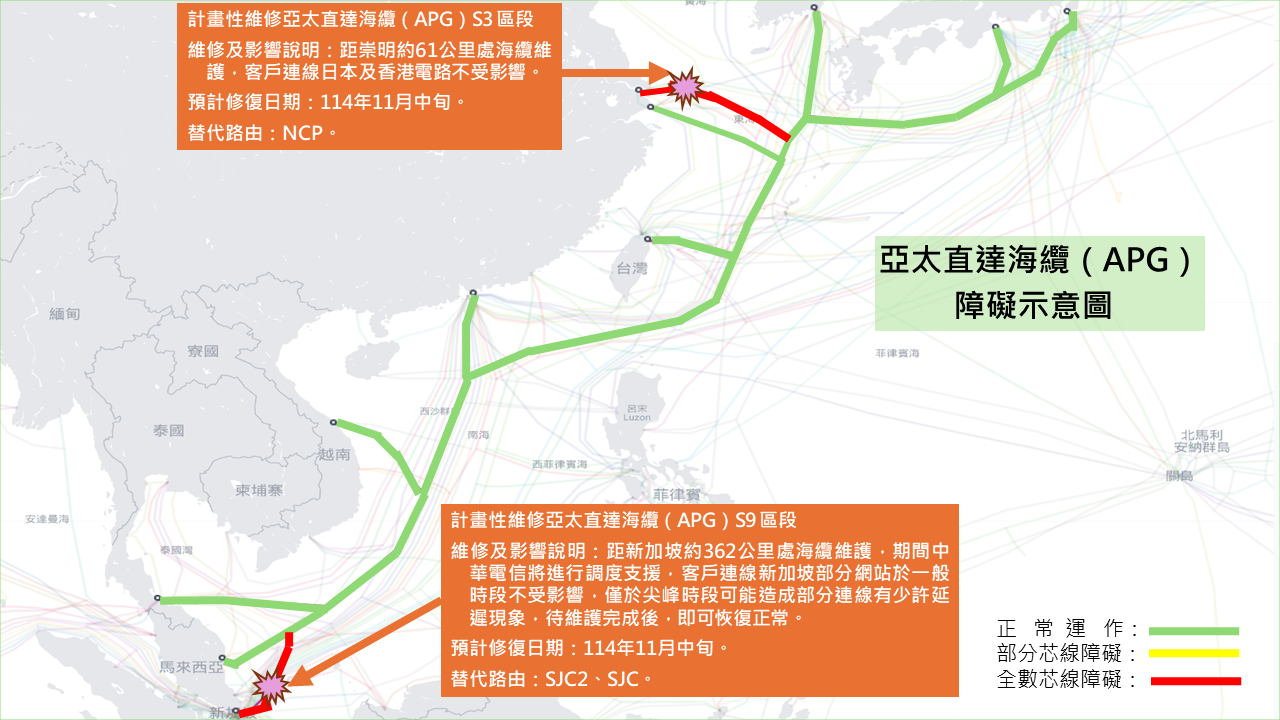 黃海
計畫性維修亞太直達海纜（APG）S3區段
維修及影響說明：距崇明約61公里處海纜維
護，客戶連線日本及香港電路不受影響。
預計修復日期：114年11月中旬。
替代路由：NCP。
東海
亞太直達海纜（APG）
障礙示意圖
台灣
緬甸
寮國
菲律賓海
西沙群
呂宋
Luzon
泰國
南海
北馬利
安納群島
越南
西菲律賓海
關島
柬埔寨
菲律賓
安達曼海
泰國灣
計畫性維修亞太直達海纜（APG）S9區段
維修及影響說明：距新加坡約362公里處海纜維護，期間中
華電信將進行調度支援，客戶連線新加坡部分網站於一般
時段不受影響，僅於尖峰時段可能造成部分連線有少許延
遲現象，待維護完成後，即可恢復正常。
預計修復日期：114年11月中旬。
替代路由：SJC2、SJC。
馬來西亞
新加坡
正常運作：
部分芯線障礙：
全數芯線障礙：